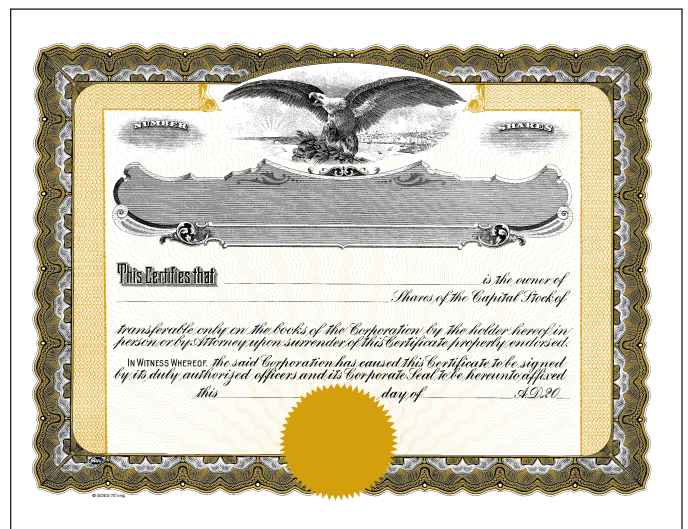 NUMBER
SHARES
This Certifies that is the owner of
Shares of the Capital Stock of
transferable only on the books of the Corporation by the holder hereof in
person or by Attorney upon surrender of this Certificate properly endorsed.
IN WITNESS WHEREOF, the said Corporation has caused this Certificate to be signed
by its duly authorized officers and its Corporate Seal to be hereunto affixed
this day of A.D. 20
© GOES